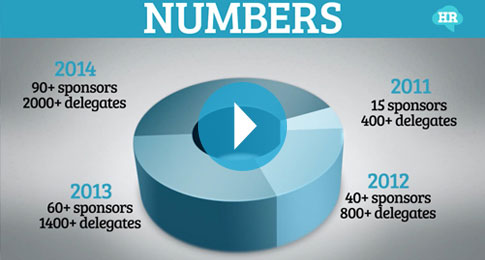 NUMBERS
HR
2014
90+ sponsors
2000+ delegates
2011
15 sponsors
400+ delegates
2013
60+ sponsors
1400+ delegates
2012
40+ sponsors
800+ delegates